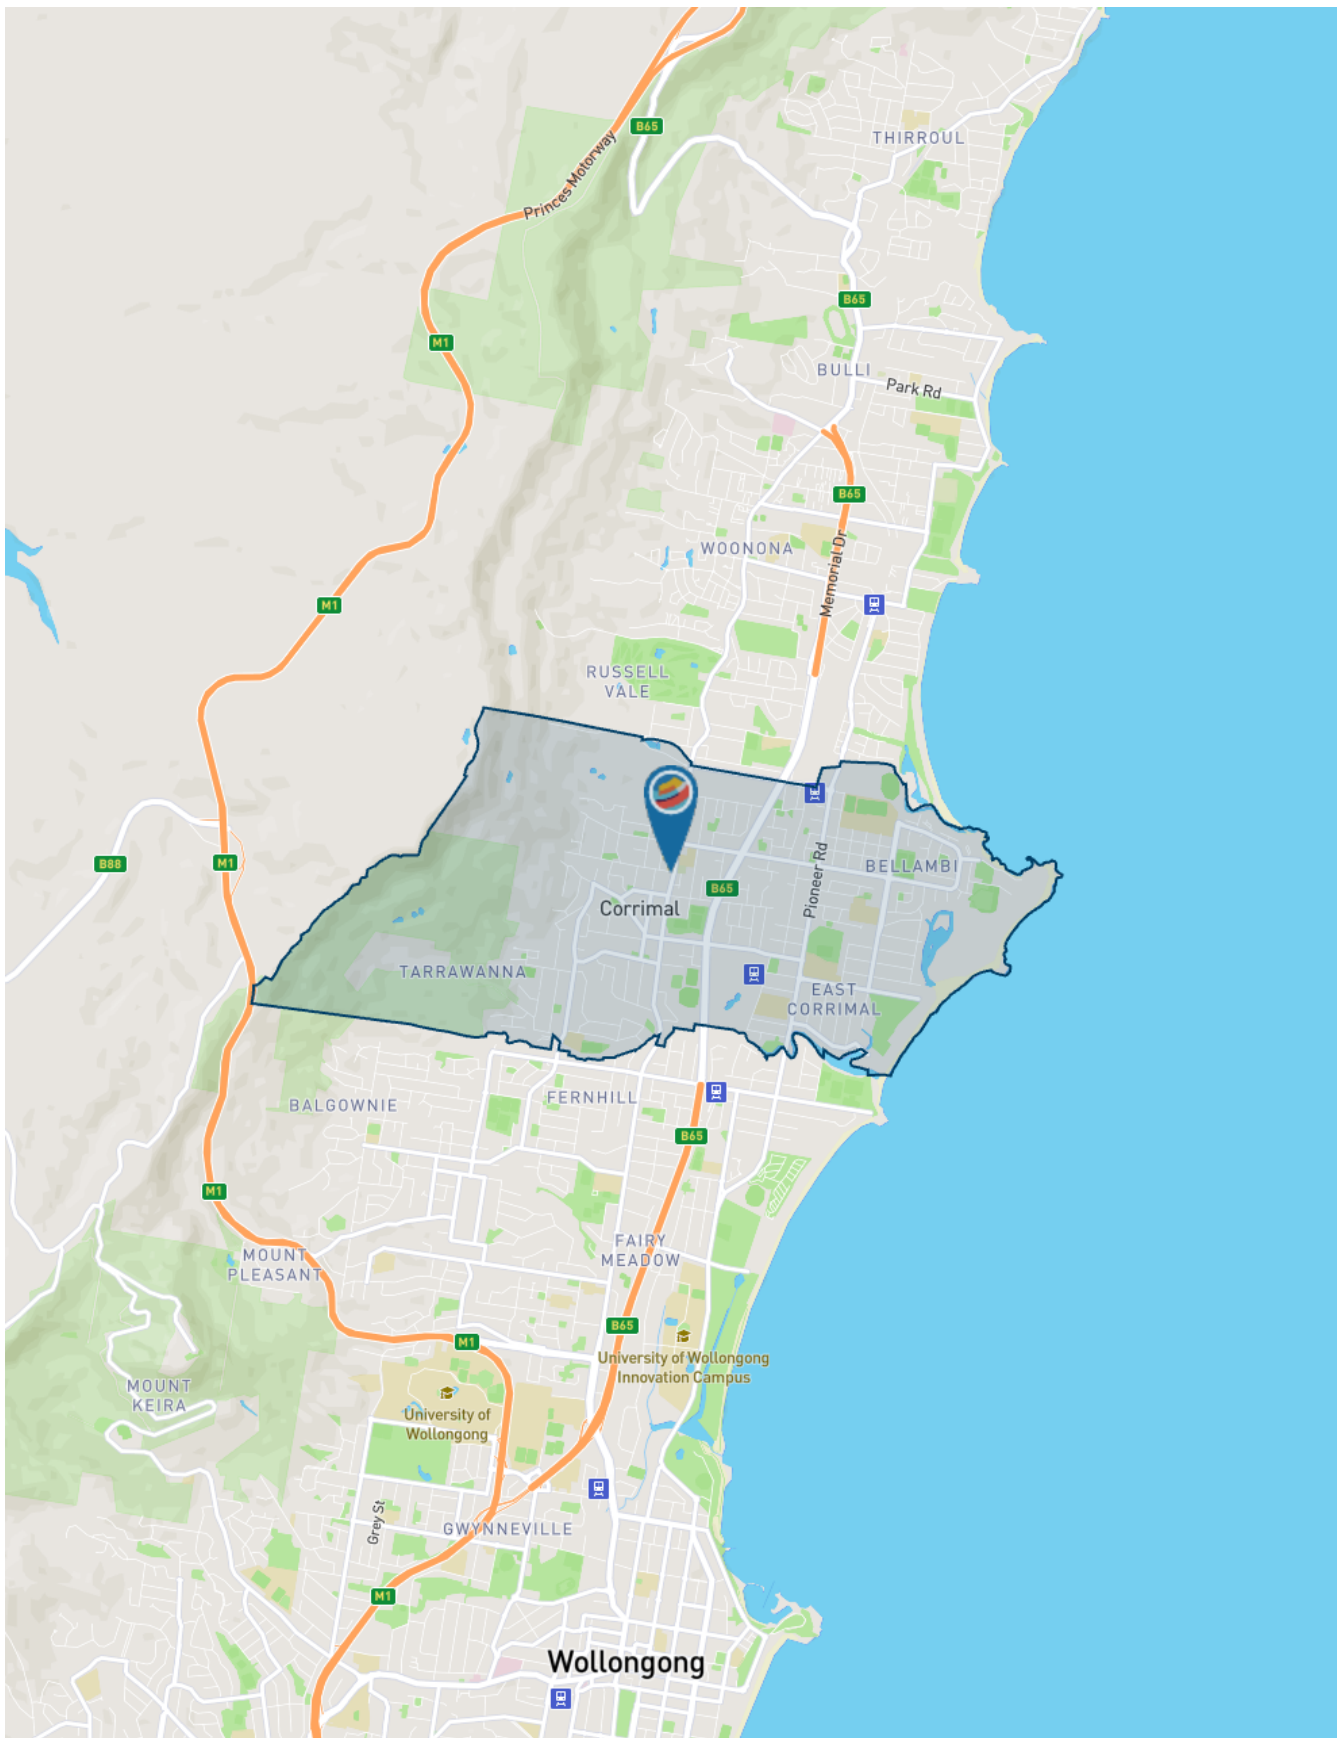 B65
THIRROUL
Princes Motorway
B65
M1
BULLI
Park Rd
B65
WOONONA
Memorial Dr
M1
RUSSELL
VALE
B88
M1
BELLAMBI
Pioneer Rd
B65
Corrimal
TARRAWANNA
EAST
CORRIMAL
FERNHILL
BALGOWNIE
B65
M1
FAIRY
MEADOW
MOUNT
PLEASANT
B65
M1
University of Wollongong
Innovation Campus
MOUNT
KEIRA
University of
Wollongong
Grey St
GWYNNEVILLE
M1
Wollongong